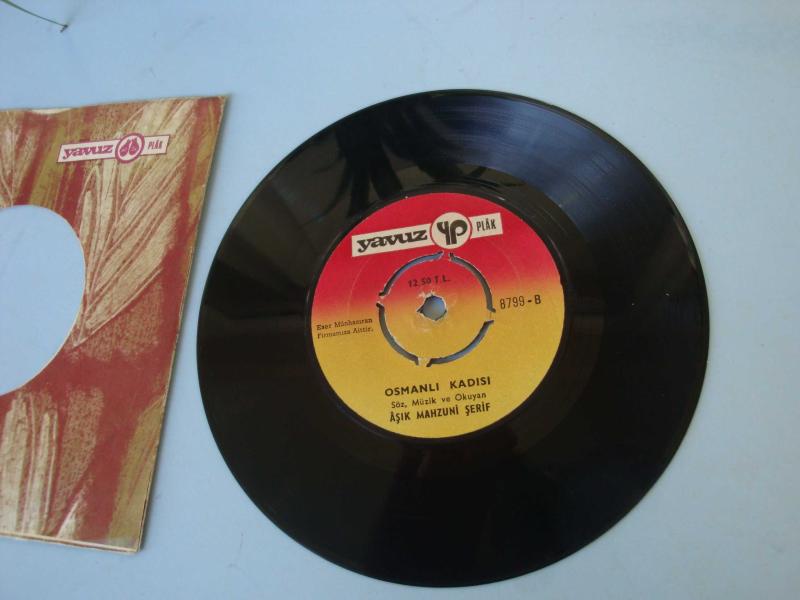 yavuz PLÂK
yavuz YP PLÂK
12,50 T.L.
8799-B
Eser Münhasıran
Firmamıza Aittir.
OSMANLI KADISI
Söz, Müzik ve Okuyan
ÂŞIK MAHZUNİ ŞERİF